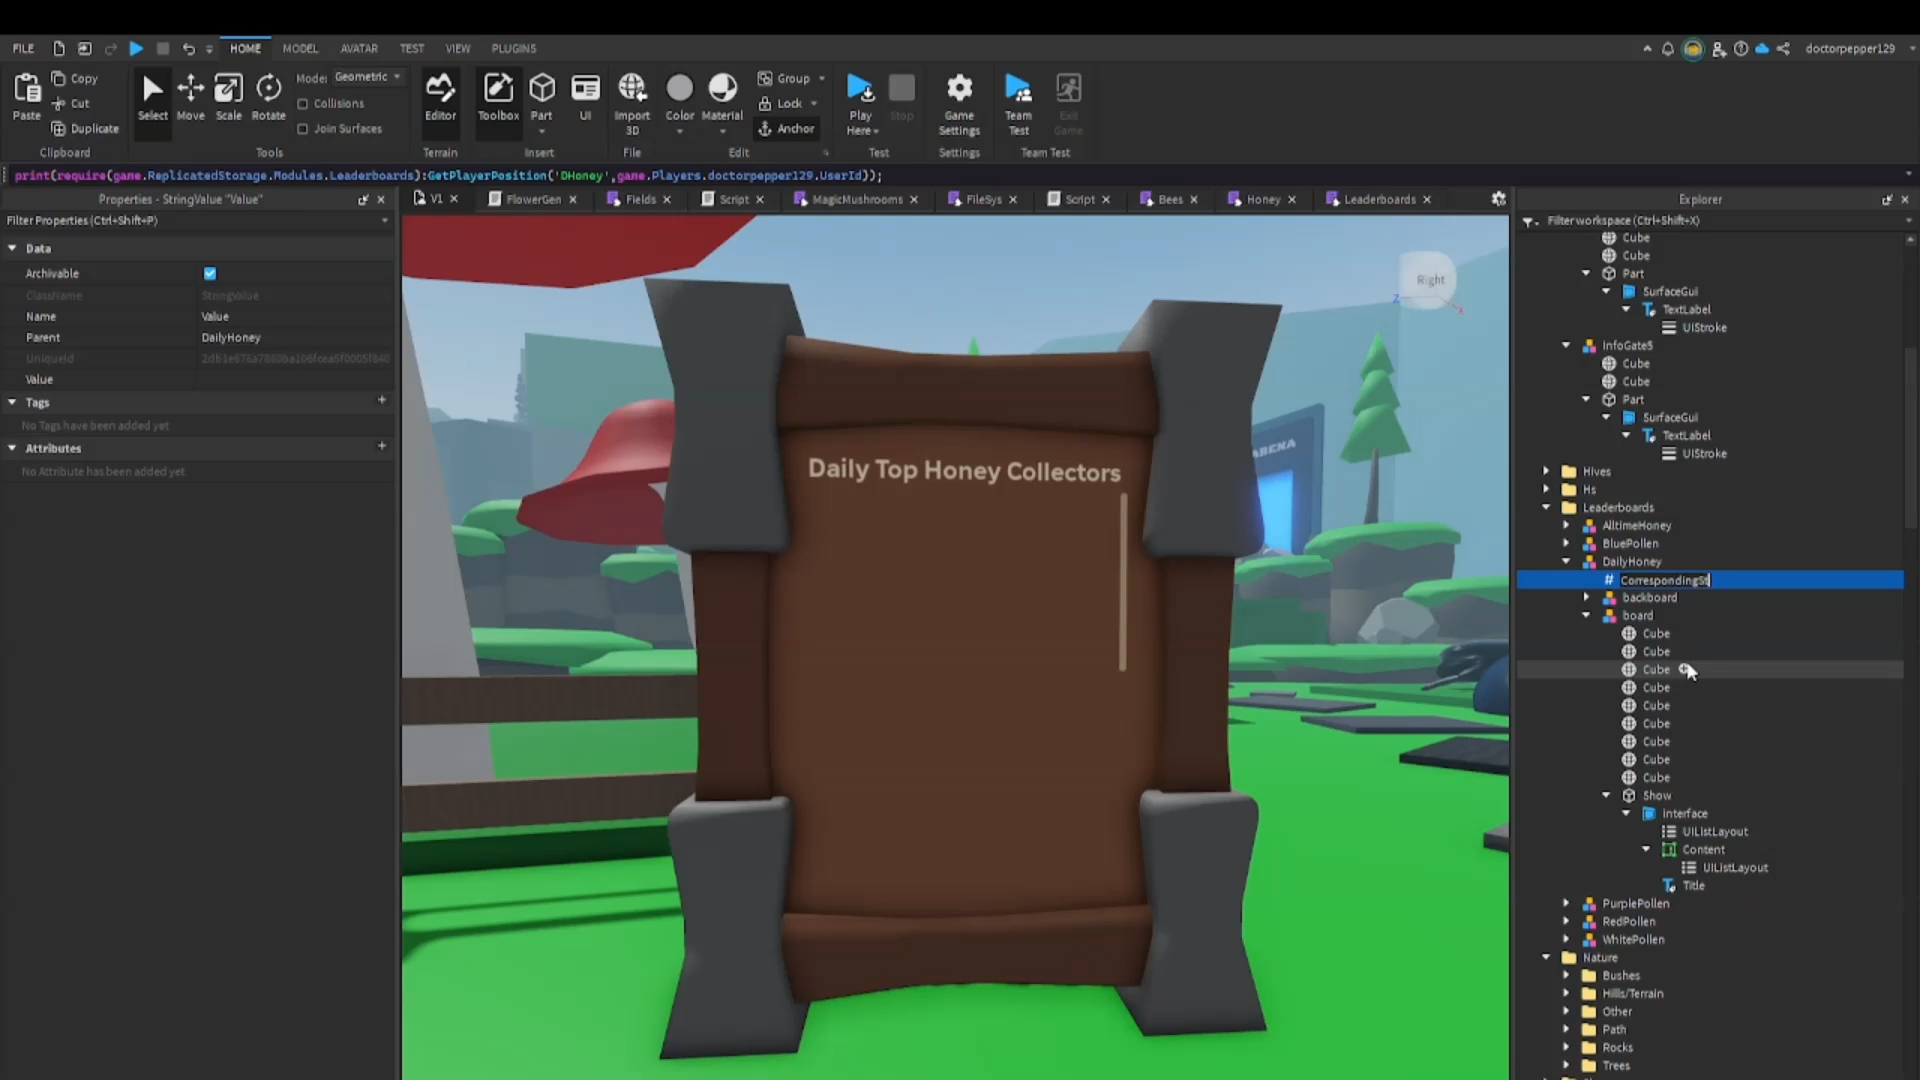 FILE HOME MODEL AVATAR TEST VIEW PLUGINS doctorpepper129
Paste Copy Cut Duplicate Clipboard
Select Move Scale Rotate Mode: Geometric Collisions Join Surfaces Tools
Editor Terrain
Toolbox Part UI Insert
Import 3D File
Color Material Group Lock Anchor Edit
Play Here Stop Test
Game Settings Settings
Team Test Exit Game Team Test
print(require(game.ReplicatedStorage.Modules.Leaderboards):GetPlayerPosition('DHoney',game.Players.doctorpepper129.UserId));
Properties - StringValue "Value"
V1 FlowerGen Fields Script MagicMushrooms FileSys Script Bees Honey Leaderboards
Explorer
Filter Properties (Ctrl+Shift+P)
Data
Archivable
ClassName StringValue
Name Value
Parent DailyHoney
UniqueId
Value
Tags
No Tags have been added yet
Attributes
No Attribute has been added yet
Right
Z X
ARENA
Daily Top Honey Collectors
Filter workspace (Ctrl+Shift+X)
Cube
Cube
Part
SurfaceGui
TextLabel
UIStroke
InfoGate5
Cube
Cube
Part
SurfaceGui
TextLabel
UIStroke
Hives
Hs
Leaderboards
AlltimeHoney
BluePollen
DailyHoney
CorrespondingSt
backboard
board
Cube
Cube
Cube
Cube
Cube
Cube
Cube
Cube
Cube
Show
Interface
UIListLayout
Content
UIListLayout
Title
PurplePollen
RedPollen
WhitePollen
Nature
Bushes
Hills/Terrain
Other
Path
Rocks
Trees